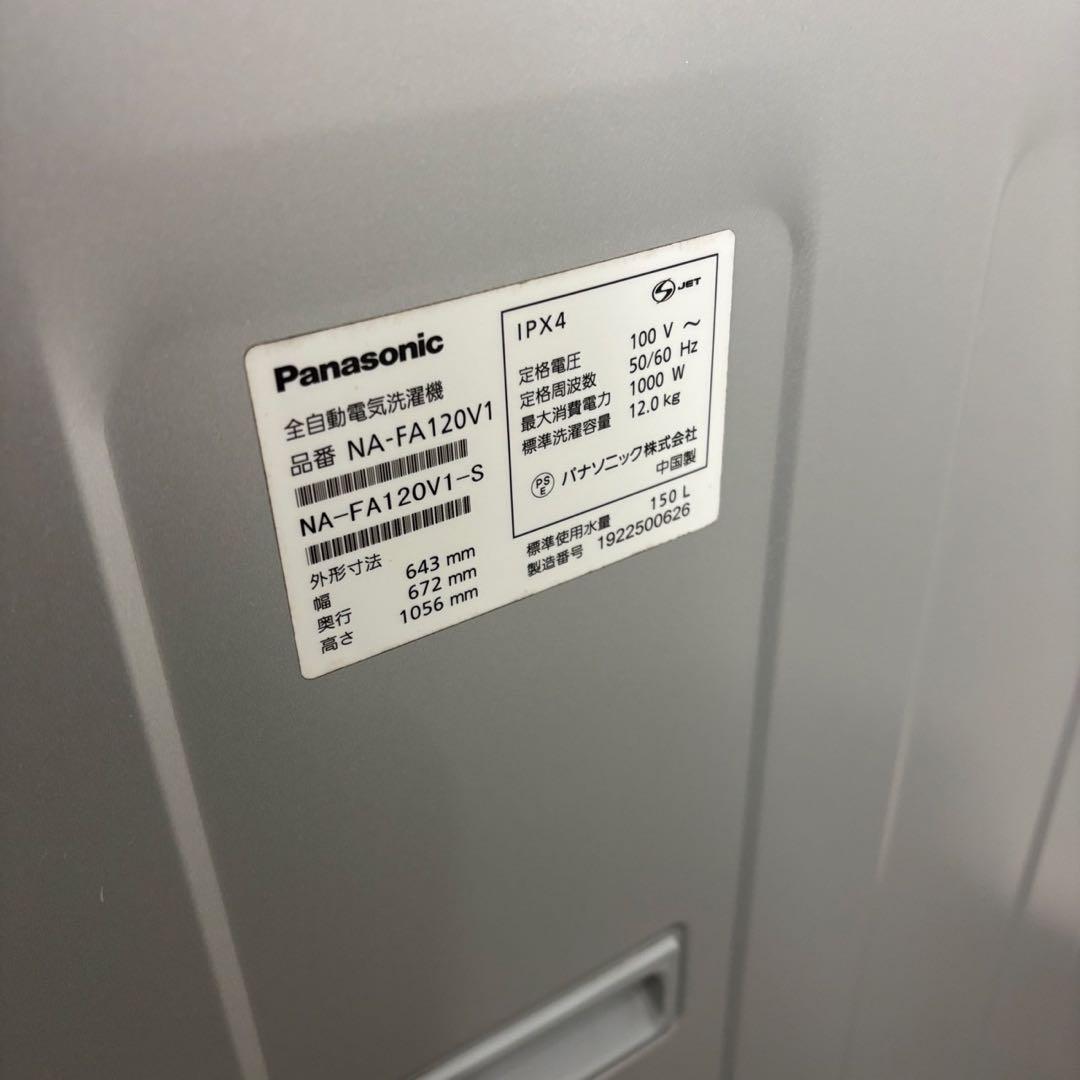 Panasonic
全自動電気洗濯機
品番 NA-FA120V1
NA-FA120V1-S
外形寸法
幅 643 mm
奥行 672 mm
高さ 1056 mm
JET
IPX4
定格電圧 100 V ～
定格周波数 50/60 Hz
最大消費電力 1000 W
標準洗濯容量 12.0 kg
PS
E
パナソニック株式会社
中国製
標準使用水量 150 L
製造番号 1922500626